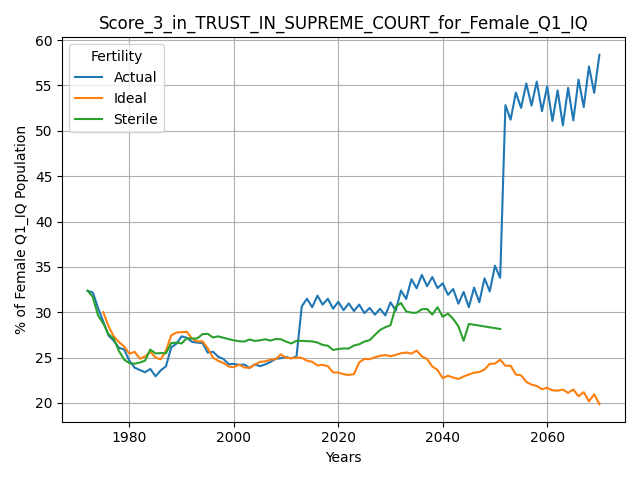 Score_3_in_TRUST_IN_SUPREME_COURT_for_Female_Q1_IQ
60
55
50
45
40
35
30
25
20
% of Female Q1_IQ Population
Fertility
Actual
Ideal
Sterile
1980
2000
2020
2040
2060
Years